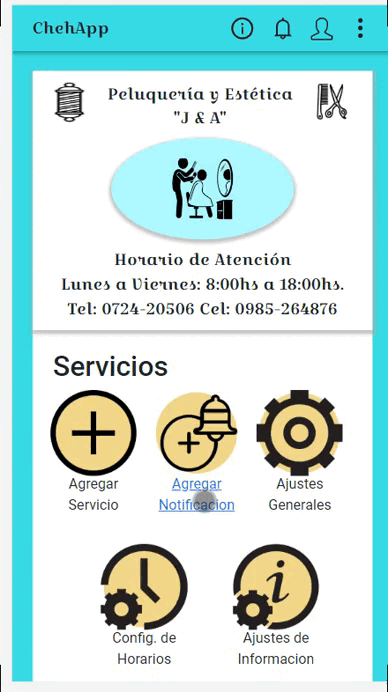 ChehApp
Peluquería y Estética
"J & A"
Horario de Atención
Lunes a Viernes: 8:00hs a 18:00hs.
Tel: 0724-20506 Cel: 0985-264876
Servicios
Agregar
Servicio
Agregar
Notificacion
Ajustes
Generales
Config. de
Horarios
Ajustes de
Informacion